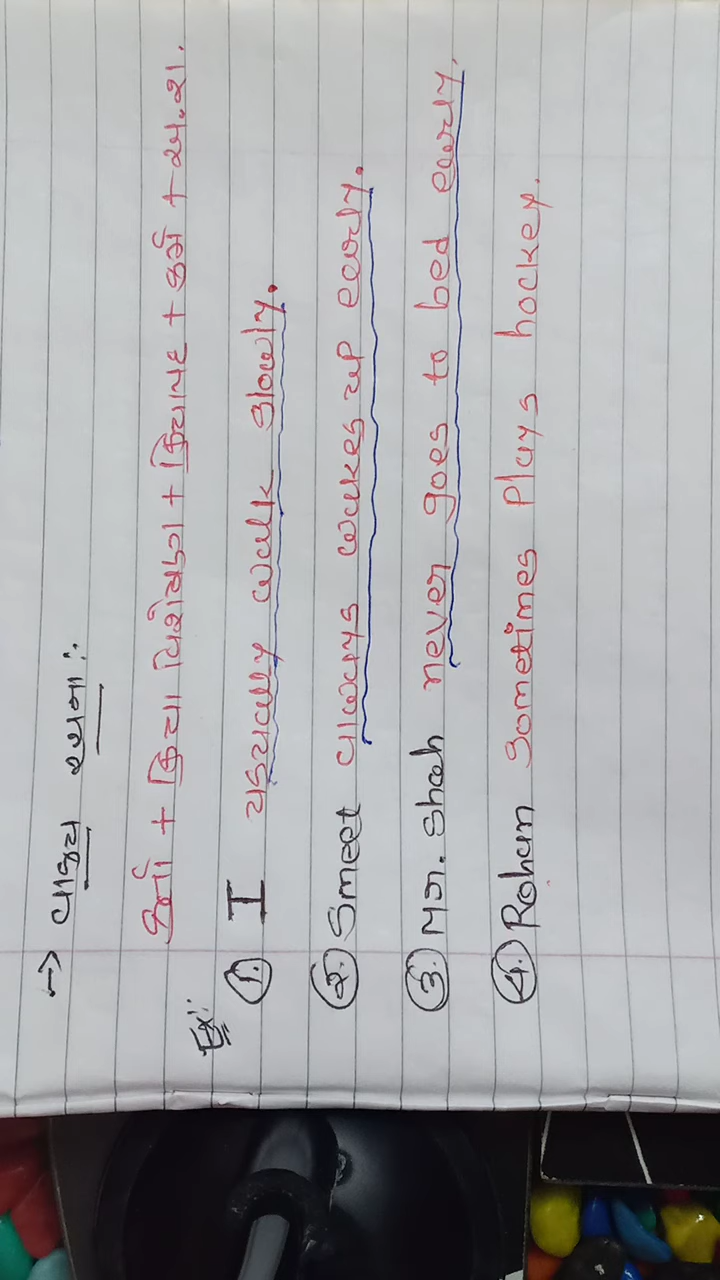 → વાક્ય રચના :-
કર્તા + ક્રિયા વિશેષણ + ક્રિયાપદ + કર્મ + અ.શ.
Ex:-
1. I usually walk slowly.
2. Smeet always wakes up early.
3. Mr. Shah never goes to bed early.
4. Rohan Sometimes Plays hockey.